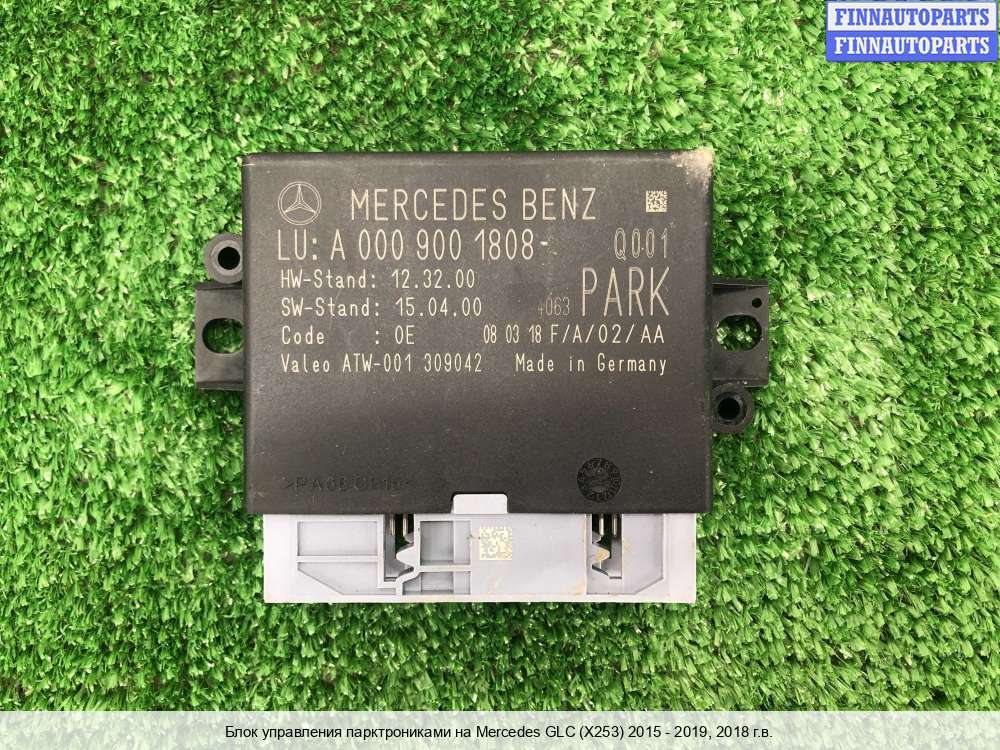 FINNAUTOPARTS
FINNAUTOPARTS
MERCEDES BENZ
LU: A 000 900 1808 Q001
HW-Stand: 12.32.00
SW-Stand: 15.04.00 4063 PARK
Code : 0E 08 03 18 F/A/02/AA
Valeo ATW-001 309042 Made in Germany
Блок управления парктрониками на Mercedes GLC (X253) 2015 - 2019, 2018 г.в.